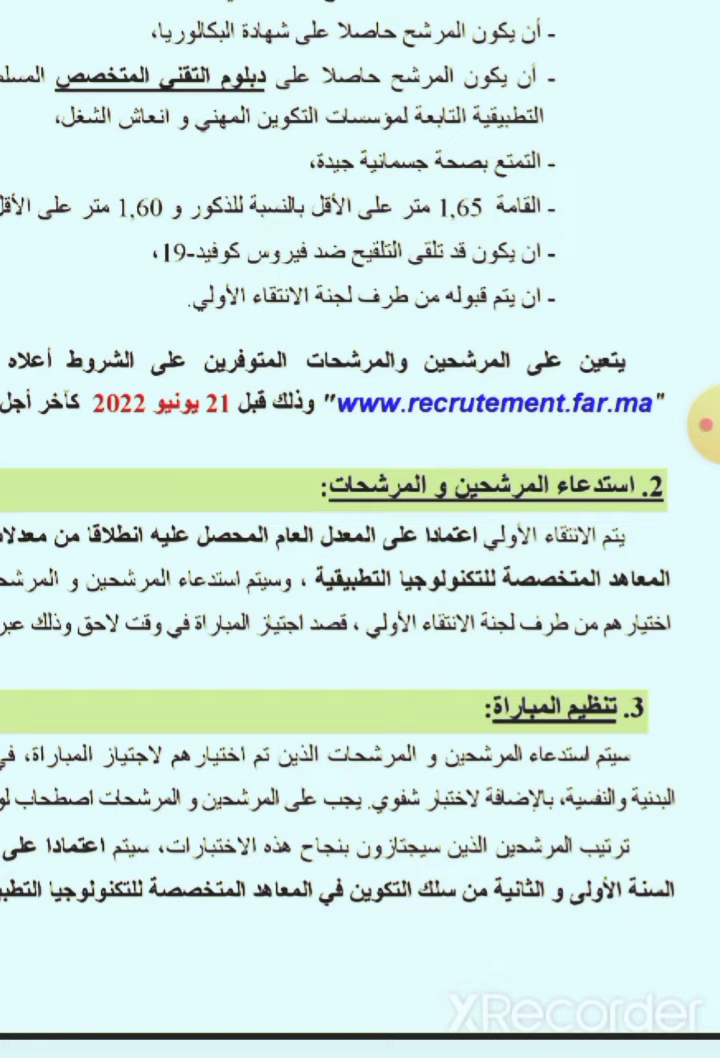 - أن يكون المرشح حاصلا على شهادة البكالوريا،
- أن يكون المرشح حاصلا على دبلوم التقني المتخصص
التطبيقية التابعة لمؤسسات التكوين المهني و انعاش الشغل،
- التمتع بصحة جسمانية جيدة،
- القامة 1,65 متر على الأقل بالنسبة للذكور و 1,60 متر على الأقل
- ان يكون قد تلقى التلقيح ضد فيروس كوفيد-19،
- ان يتم قبوله من طرف لجنة الانتقاء الأولي.
يتعين على المرشحين والمرشحات المتوفرين على الشروط أعلاه
"www.recrutement.far.ma" وذلك قبل 21 يونيو 2022 كآخر أجل
2. استدعاء المرشحين و المرشحات:
يتم الانتقاء الأولي اعتمادا على المعدل العام المحصل عليه انطلاقا من
المعاهد المتخصصة للتكنولوجيا التطبيقية ، وسيتم استدعاء المرشحين و
اختيارهم من طرف لجنة الانتقاء الأولي ، قصد اجتياز المباراة في وقت لاحق وذلك عبر
3. تنظيم المباراة:
سيتم استدعاء المرشحين و المرشحات الذين تم اختيارهم لاجتياز المباراة،
البدنية والنفسية، بالإضافة لاختبار شفوي. يجب على المرشحين و المرشحات اصطحاب
ترتيب المرشحين الذين سيجتازون بنجاح هذه الاختبارات، سيتم اعتمادا على
السنة الأولى و الثانية من سلك التكوين في المعاهد المتخصصة للتكنولوجيا
XRecorder